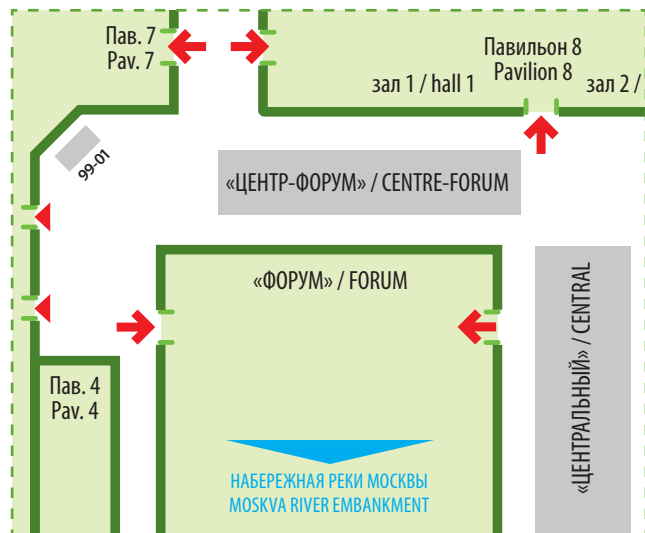 Пав. 7
Pav. 7
Павильон 8
Pavilion 8
зал 1 / hall 1
зал 2 /
99-01
«ЦЕНТР-ФОРУМ» / CENTRE-FORUM
«ФОРУМ» / FORUM
«ЦЕНТРАЛЬНЫЙ» / CENTRAL
Пав. 4
Pav. 4
НАБЕРЕЖНАЯ РЕКИ МОСКВЫ
MOSKVA RIVER EMBANKMENT